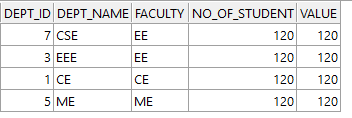 DEPT_ID DEPT_NAME FACULTY NO_OF_STUDENT VALUE
7 CSE EE 120 120
3 EEE EE 120 120
1 CE CE 120 120
5 ME ME 120 120